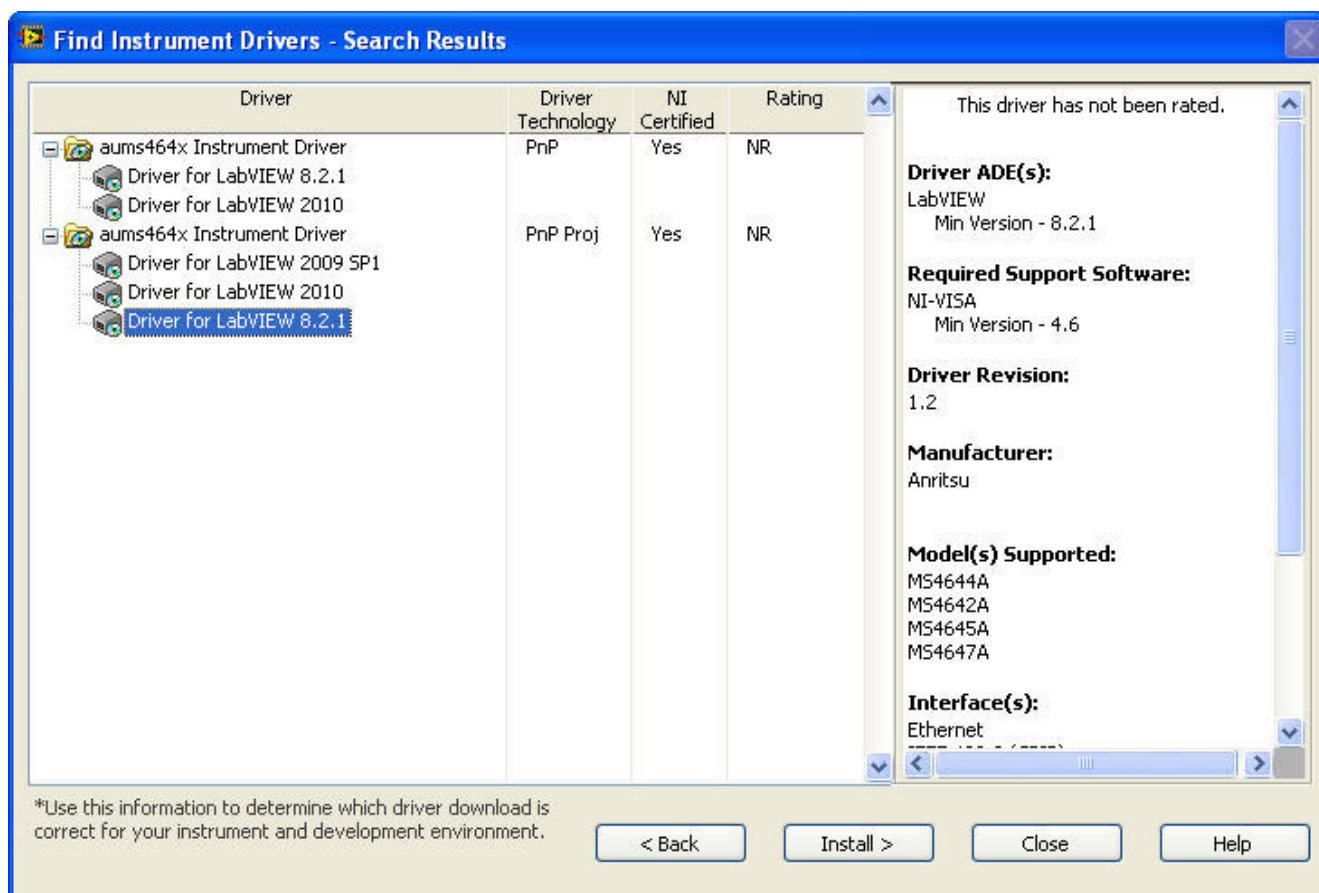 Find Instrument Drivers - Search Results
Driver Driver Technology NI Certified Rating
aums464x Instrument Driver PnP Yes NR
Driver for LabVIEW 8.2.1
Driver for LabVIEW 2010
aums464x Instrument Driver PnP Proj Yes NR
Driver for LabVIEW 2009 SP1
Driver for LabVIEW 2010
Driver for LabVIEW 8.2.1
This driver has not been rated.
Driver ADE(s):
LabVIEW
Min Version - 8.2.1
Required Support Software:
NI-VISA
Min Version - 4.6
Driver Revision:
1.2
Manufacturer:
Anritsu
Model(s) Supported:
MS4644A
MS4642A
MS4645A
MS4647A
Interface(s):
Ethernet
*Use this information to determine which driver download is
correct for your instrument and development environment.
< Back Install > Close Help